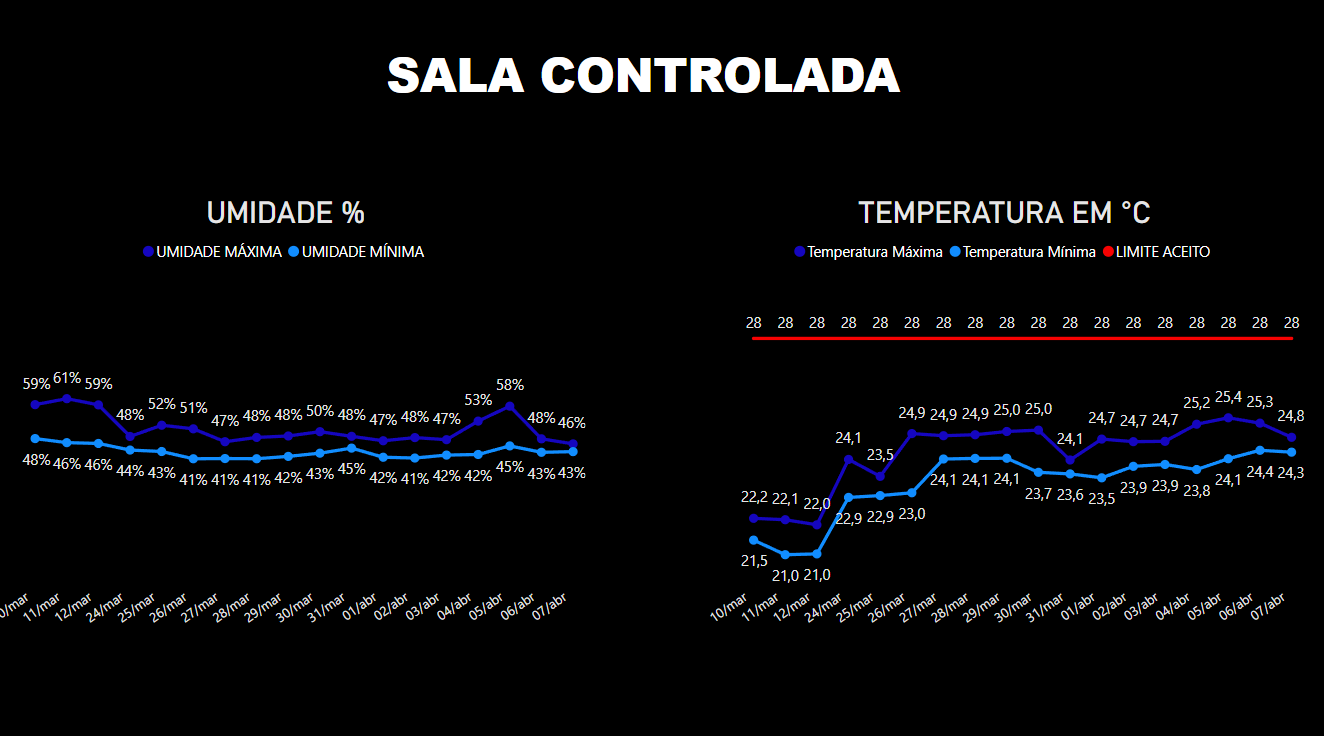 SALA CONTROLADA
UMIDADE %
UMIDADE MÁXIMA UMIDADE MÍNIMA
59% 61% 59% 48% 52% 51% 47% 48% 48% 50% 48% 47% 48% 47% 53% 58% 48% 46%
48% 46% 46% 44% 43% 41% 41% 41% 42% 43% 45% 42% 41% 42% 42% 45% 43% 43%
0/mar 11/mar 12/mar 24/mar 25/mar 26/mar 27/mar 28/mar 29/mar 30/mar 31/mar 01/abr 02/abr 03/abr 04/abr 05/abr 06/abr 07/abr
TEMPERATURA EM °C
Temperatura Máxima Temperatura Mínima LIMITE ACEITO
28 28 28 28 28 28 28 28 28 28 28 28 28 28 28 28 28 28
22,2 22,1 22,0 24,1 23,5 24,9 24,9 24,9 25,0 25,0 24,1 24,7 24,7 24,7 25,2 25,4 25,3 24,8
21,5 21,0 21,0 22,9 22,9 23,0 24,1 24,1 24,1 23,7 23,6 23,5 23,9 23,9 23,8 24,1 24,4 24,3
10/mar 11/mar 12/mar 24/mar 25/mar 26/mar 27/mar 28/mar 29/mar 30/mar 31/mar 01/abr 02/abr 03/abr 04/abr 05/abr 06/abr 07/abr